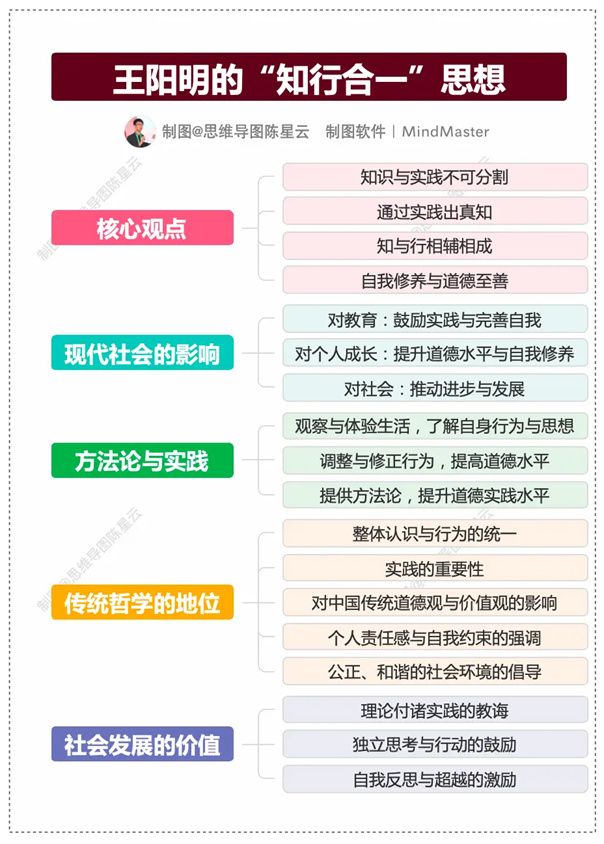 王阳明的“知行合一”思想
制图@思维导图陈星云 制图软件｜MindMaster
核心观点
知识与实践不可分割
通过实践出真知
知与行相辅相成
自我修养与道德至善
现代社会的影响
对教育：鼓励实践与完善自我
对个人成长：提升道德水平与自我修养
对社会：推动进步与发展
方法论与实践
观察与体验生活，了解自身行为与思想
调整与修正行为，提高道德水平
提供方法论，提升道德实践水平
传统哲学的地位
整体认识与行为的统一
实践的重要性
对中国传统道德观与价值观的影响
个人责任感与自我约束的强调
公正、和谐的社会环境的倡导
社会发展的价值
理论付诸实践的教诲
独立思考与行动的鼓励
自我反思与超越的激励